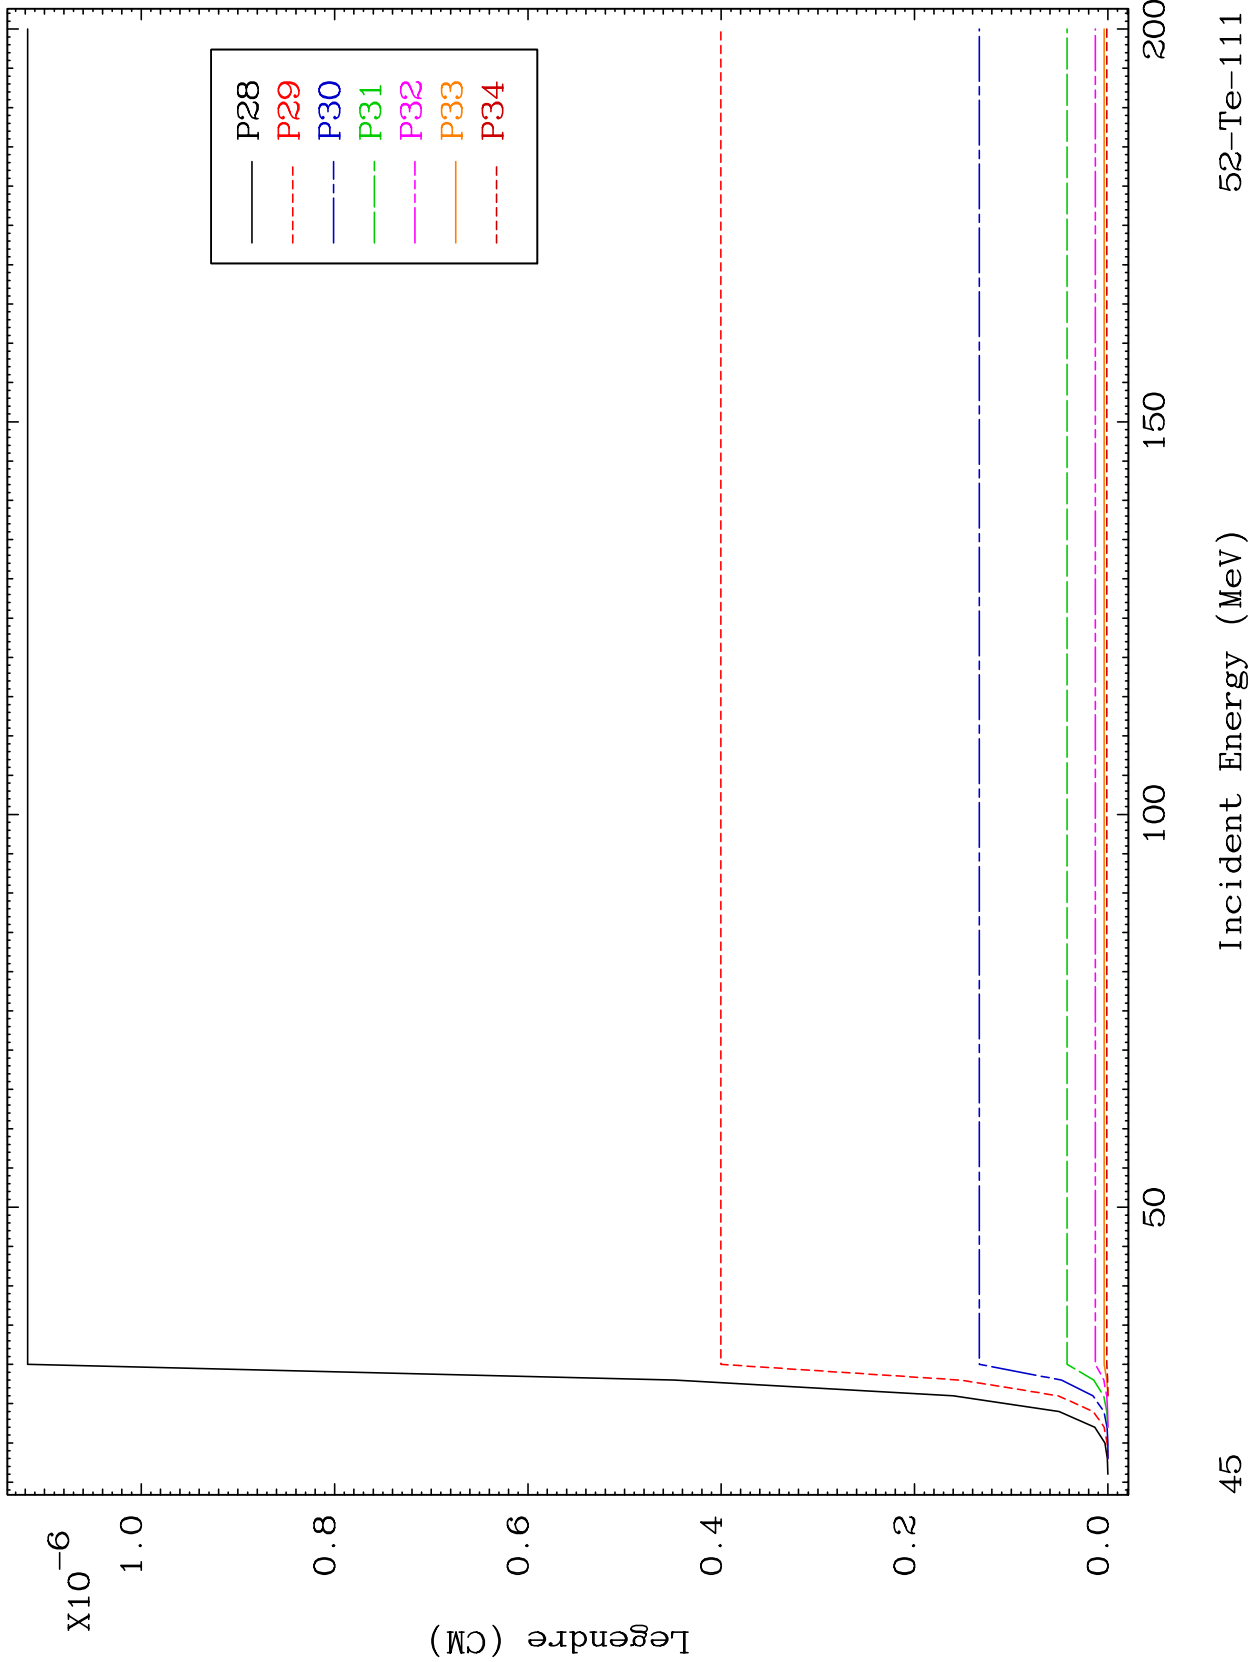 X10-6
1.0
0.8
0.6
0.4
0.2
0.0
Legendre (CM)
P28
P29
P30
P31
P32
P33
P34
50
100
150
200
Incident Energy (MeV)
45
52-Te-111